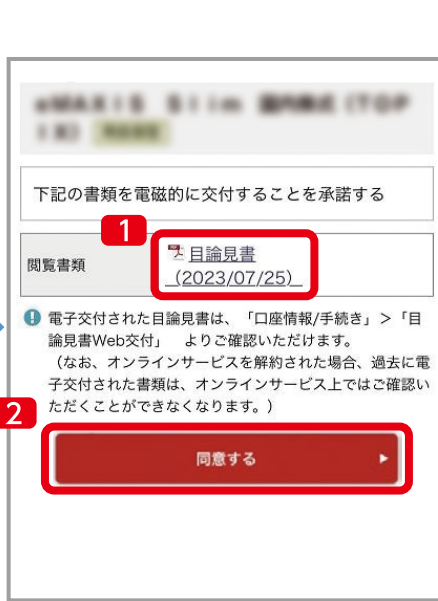 下記の書類を電磁的に交付することを承諾する
1
閲覧書類
目論見書
（2023/07/25）
電子交付された目論見書は、「口座情報/手続き」＞「目
論見書Web交付」　よりご確認いただけます。
（なお、オンラインサービスを解約された場合、過去に電
子交付された書類は、オンラインサービス上ではご確認い
ただくことができなくなります。）
2
同意する